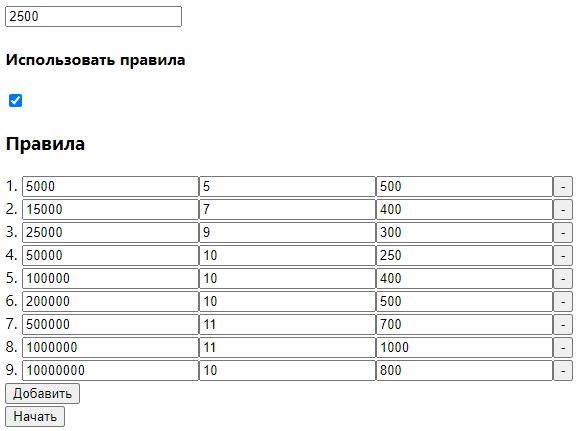 2500
Использовать правила
Правила
1. 5000 5 500 -
2. 15000 7 400 -
3. 25000 9 300 -
4. 50000 10 250 -
5. 100000 10 400 -
6. 200000 10 500 -
7. 500000 11 700 -
8. 1000000 11 1000 -
9. 10000000 10 800 -
Добавить
Начать